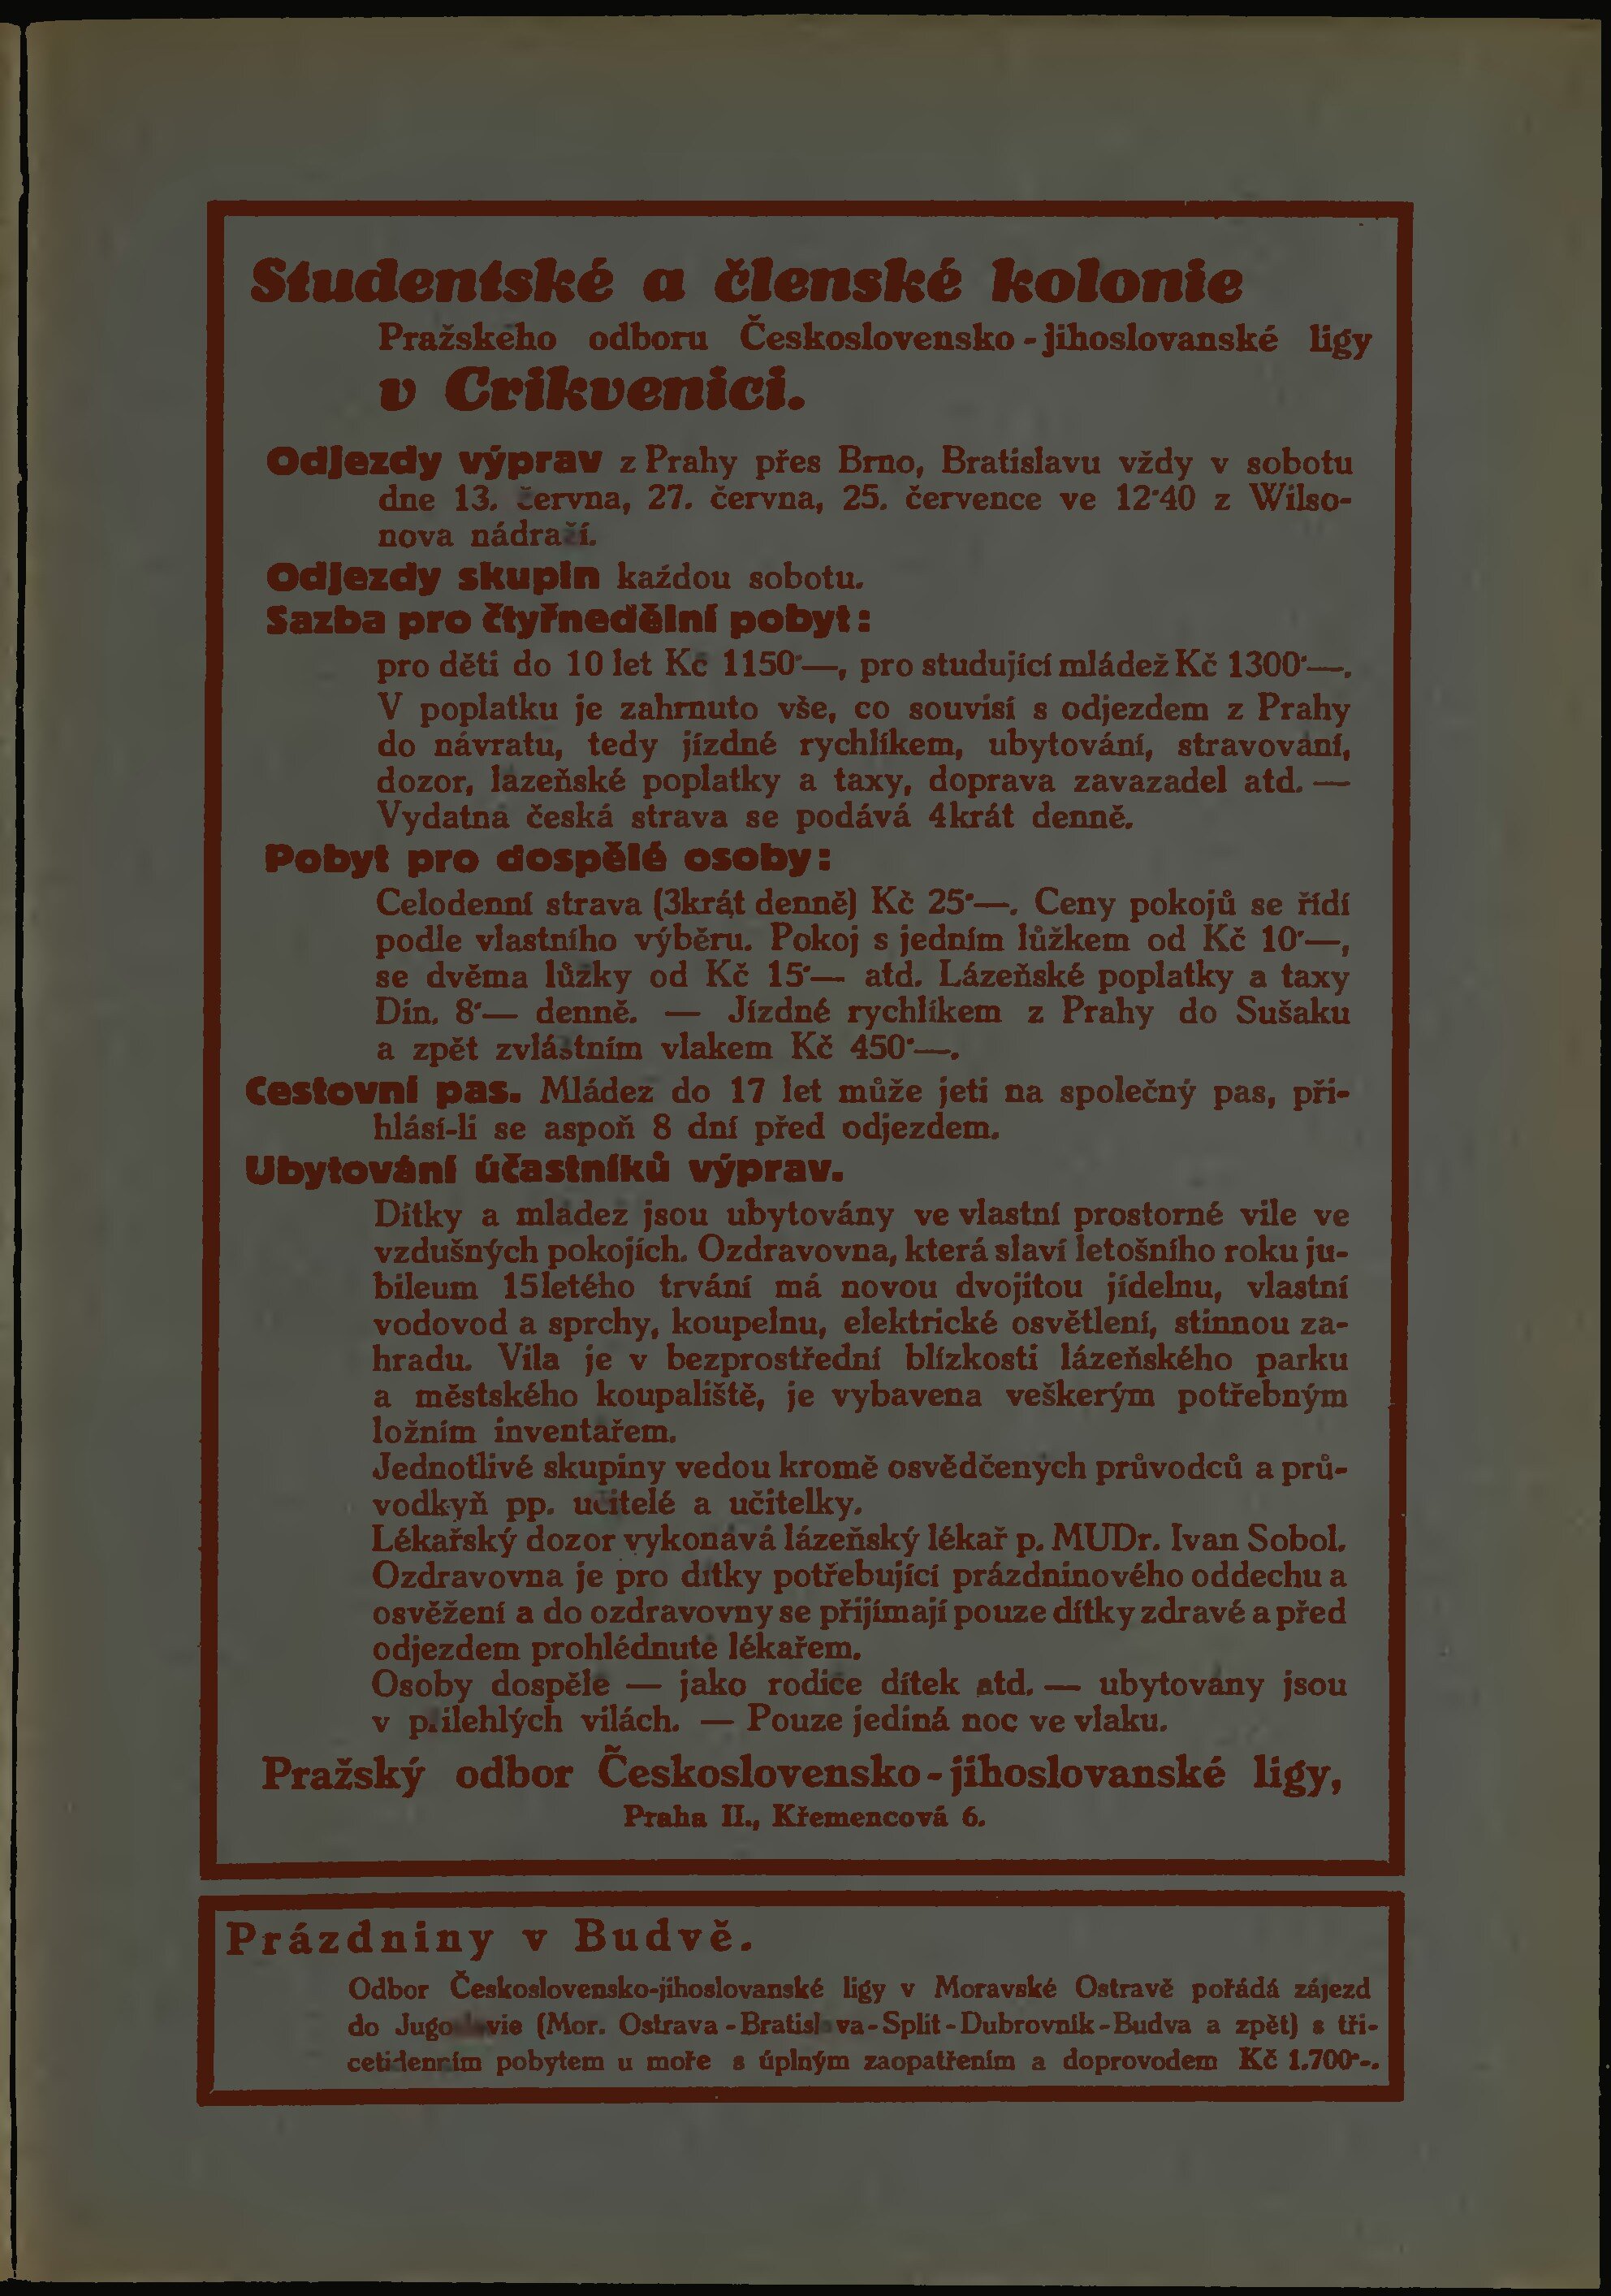 Studentské a členské kolonie
Pražského odboru Československo-jihoslovanské ligy
v Crikvenici.
Odjezdy výprav z Prahy přes Brno, Bratislavu vždy v sobotu
dne 13. června, 27. června, 25. července ve 12·40 z Wilso-
nova nádraží.
Odjezdy skupin každou sobotu.
Sazba pro čtyřnedělní pobyt:
pro děti do 10 let Kč 1150·—, pro studující mládež Kč 1300·—.
V poplatku je zahrnuto vše, co souvisí s odjezdem z Prahy
do návratu, tedy jízdné rychlíkem, ubytování, stravování,
dozor, lázeňské poplatky a taxy, doprava zavazadel atd. —
Vydatná česká strava se podává 4krát denně.
Pobyt pro dospělé osoby:
Celodenní strava (3krát denně) Kč 25·—. Ceny pokojů se řídí
podle vlastního výběru. Pokoj s jedním lůžkem od Kč 10·—,
se dvěma lůžky od Kč 15·— atd. Lázeňské poplatky a taxy
Din. 8·— denně. — Jízdné rychlíkem z Prahy do Sušaku
a zpět zvláštním vlakem Kč 450·—.
Cestovní pas. Mládež do 17 let může jeti na společný pas, při-
hlásí-li se aspoň 8 dní před odjezdem.
Ubytování účastníků výprav.
Dítky a mládež jsou ubytovány ve vlastní prostorné vile ve
vzdušných pokojích. Ozdravovna, která slaví letošního roku ju-
bileum 15letého trvání má novou dvojitou jídelnu, vlastní
vodovod a sprchy, koupelnu, elektrické osvětlení, stinnou za-
hradu. Vila je v bezprostřední blízkosti lázeňského parku
a městského koupaliště, je vybavena veškerým potřebným
ložním inventářem.
Jednotlivé skupiny vedou kromě osvědčených průvodců a prů-
vodkyň pp. učitelé a učitelky.
Lékařský dozor vykonává lázeňský lékař p. MUDr. Ivan Sobol.
Ozdravovna je pro dítky potřebující prázdninového oddechu a
osvěžení a do ozdravovny se přijímají pouze dítky zdravé a před
odjezdem prohlédnuté lékařem.
Osoby dospělé — jako rodiče dítek atd. — ubytovány jsou
v přilehlých vilách. — Pouze jediná noc ve vlaku.
Pražský odbor Československo-jihoslovanské ligy,
Praha II., Křemencová 6.
Prázdniny v Budvě.
Odbor Československo-jihoslovanské ligy v Moravské Ostravě pořádá zájezd
do Jugoslavie (Mor. Ostrava-Bratislava-Split-Dubrovník-Budva a zpět) s tři-
cetidenním pobytem u moře s úplným zaopatřením a doprovodem Kč 1.700·-.